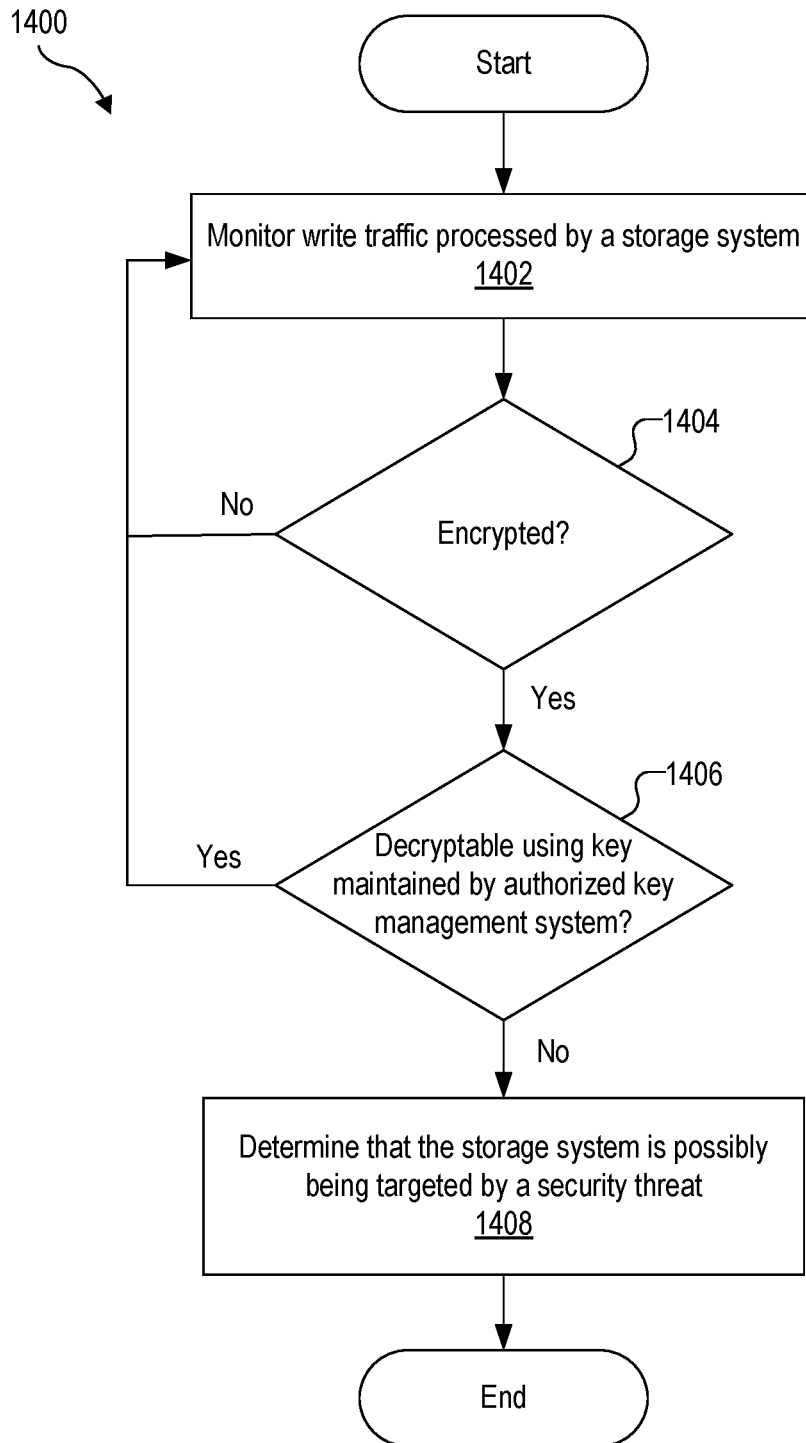 1400
Start
Monitor write traffic processed by a storage system
1402
1404
Encrypted?
No
Yes
1406
Decryptable using key
maintained by authorized key
management system?
Yes
No
Determine that the storage system is possibly
being targeted by a security threat
1408
End